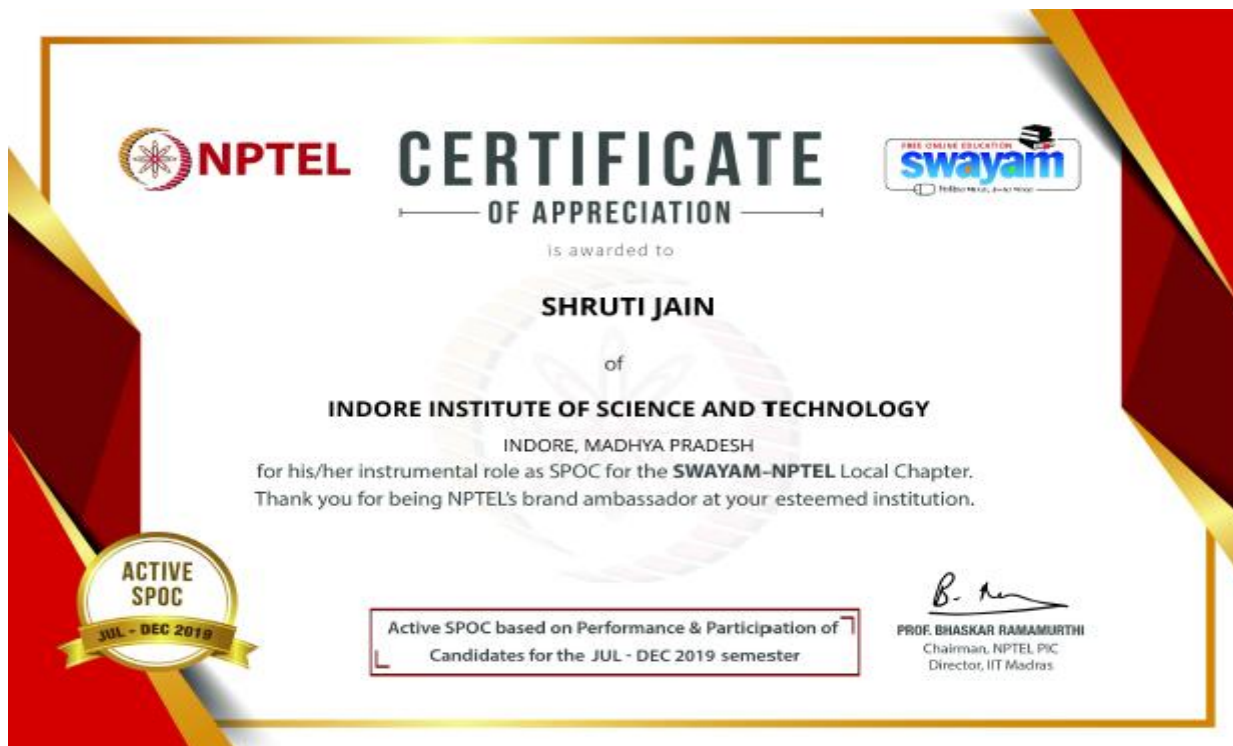 NPTEL
CERTIFICATE
OF APPRECIATION
FREE ONLINE EDUCATION
swayam
is awarded to
SHRUTI JAIN
of
INDORE INSTITUTE OF SCIENCE AND TECHNOLOGY
INDORE, MADHYA PRADESH
for his/her instrumental role as SPOC for the SWAYAM-NPTEL Local Chapter.
Thank you for being NPTEL's brand ambassador at your esteemed institution.
ACTIVE
SPOC
JUL - DEC 2019
Active SPOC based on Performance & Participation of
Candidates for the JUL - DEC 2019 semester
PROF. BHASKAR RAMAMURTHI
Chairman, NPTEL PIC
Director, IIT Madras